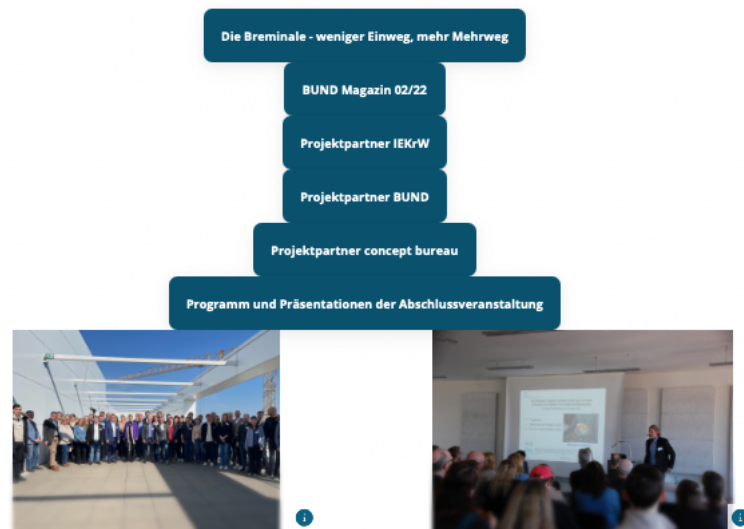 Die Breminale - weniger Einweg, mehr Mehrweg
BUND Magazin 02/22
Projektpartner IEKrW
Projektpartner BUND
Projektpartner concept bureau
Programm und Präsentationen der Abschlussveranstaltung